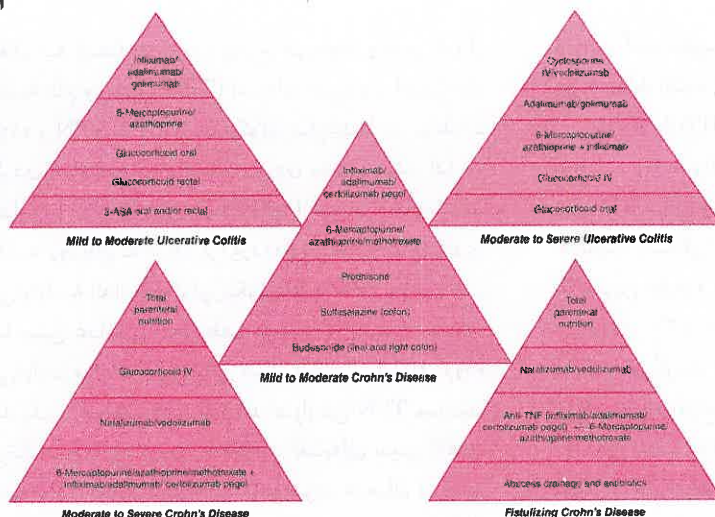 Infliximab/
adalimumab/
golimumab
6-Mercaptopurine/
azathioprine
Glucocorticoid oral
Glucocorticoid rectal
5-ASA oral and/or rectal
Mild to Moderate Ulcerative Colitis
Cyclosporine
IV/vedolizumab
Adalimumab/golimumab
6-Mercaptopurine/
azathioprine + infliximab
Glucocorticoid IV
Glucocorticoid oral
Moderate to Severe Ulcerative Colitis
Infliximab/
adalimumab/
certolizumab pegol
6-Mercaptopurine/
azathioprine/methotrexate
Prednisone
Sulfasalazine (colon)
Budesonide (ileal and right colon)
Mild to Moderate Crohn's Disease
Total
parenteral
nutrition
Glucocorticoid IV
Natalizumab/vedolizumab
6-Mercaptopurine/azathioprine/methotrexate +
infliximab/adalimumab/ certolizumab pegol
Moderate to Severe Crohn's Disease
Total
parenteral
nutrition
Natalizumab/vedolizumab
Anti-TNF (infliximab/adalimumab/
certolizumab pegol) +/- 6-Mercaptopurine/
azathioprine/methotrexate
Abscess drainage and antibiotics
Fistulizing Crohn's Disease